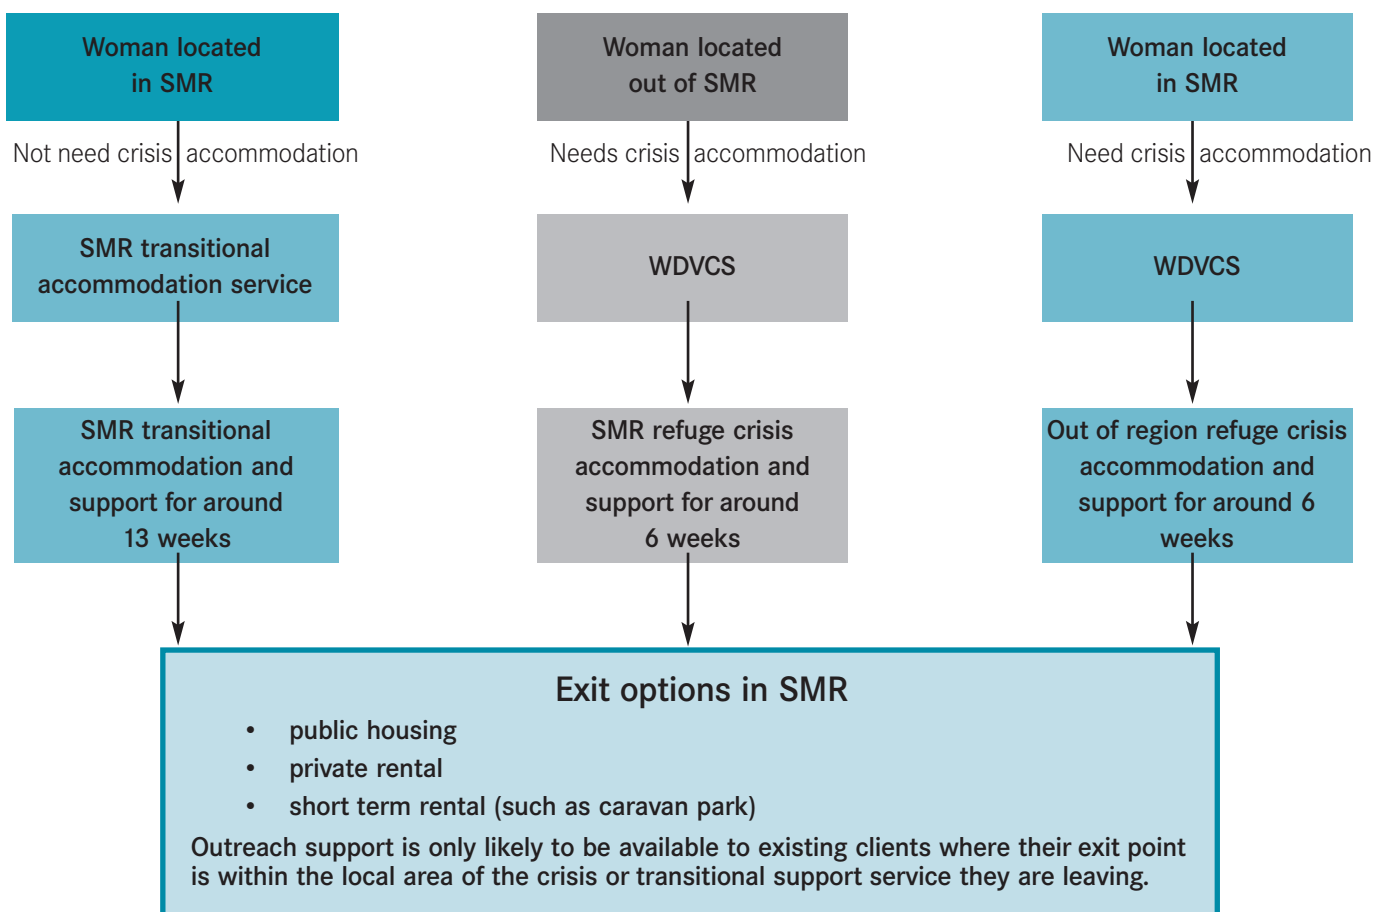 Woman located
in SMR
Woman located
out of SMR
Woman located
in SMR
Not need crisis accommodation
Needs crisis accommodation
Need crisis accommodation
SMR transitional
accommodation service
WDVCS
WDVCS
SMR transitional
accommodation and
support for around
13 weeks
SMR refuge crisis
accommodation and
support for around
6 weeks
Out of region refuge crisis
accommodation and
support for around 6
weeks
Exit options in SMR
• public housing
• private rental
• short term rental (such as caravan park)
Outreach support is only likely to be available to existing clients where their exit point
is within the local area of the crisis or transitional support service they are leaving.